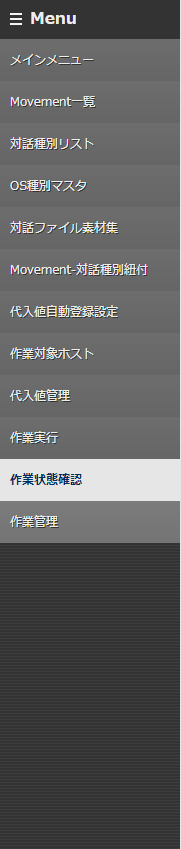 Menu
メインメニュー
Movement一覧
対話種別リスト
OS種別マスタ
対話ファイル素材集
Movement-対話種別紐付
代入値自動登録設定
作業対象ホスト
代入値管理
作業実行
作業状態確認
作業管理